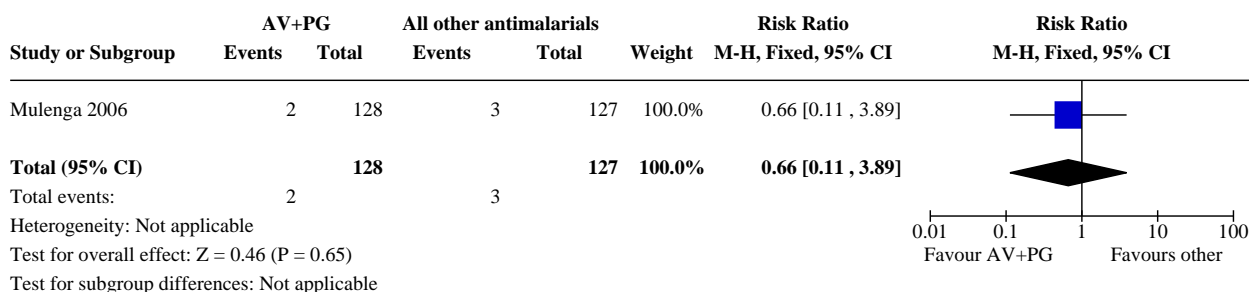 AV+PG All other antimalarials Risk Ratio Risk Ratio
Study or Subgroup Events Total Events Total Weight M-H, Fixed, 95% CI M-H, Fixed, 95% CI
Mulenga 2006 2 128 3 127 100.0% 0.66 [0.11 , 3.89]
Total (95% CI) 128 127 100.0% 0.66 [0.11 , 3.89]
Total events: 2 3
Heterogeneity: Not applicable
0.01 0.1 1 10 100
Test for overall effect: Z = 0.46 (P = 0.65)
Favour AV+PG Favours other
Test for subgroup differences: Not applicable